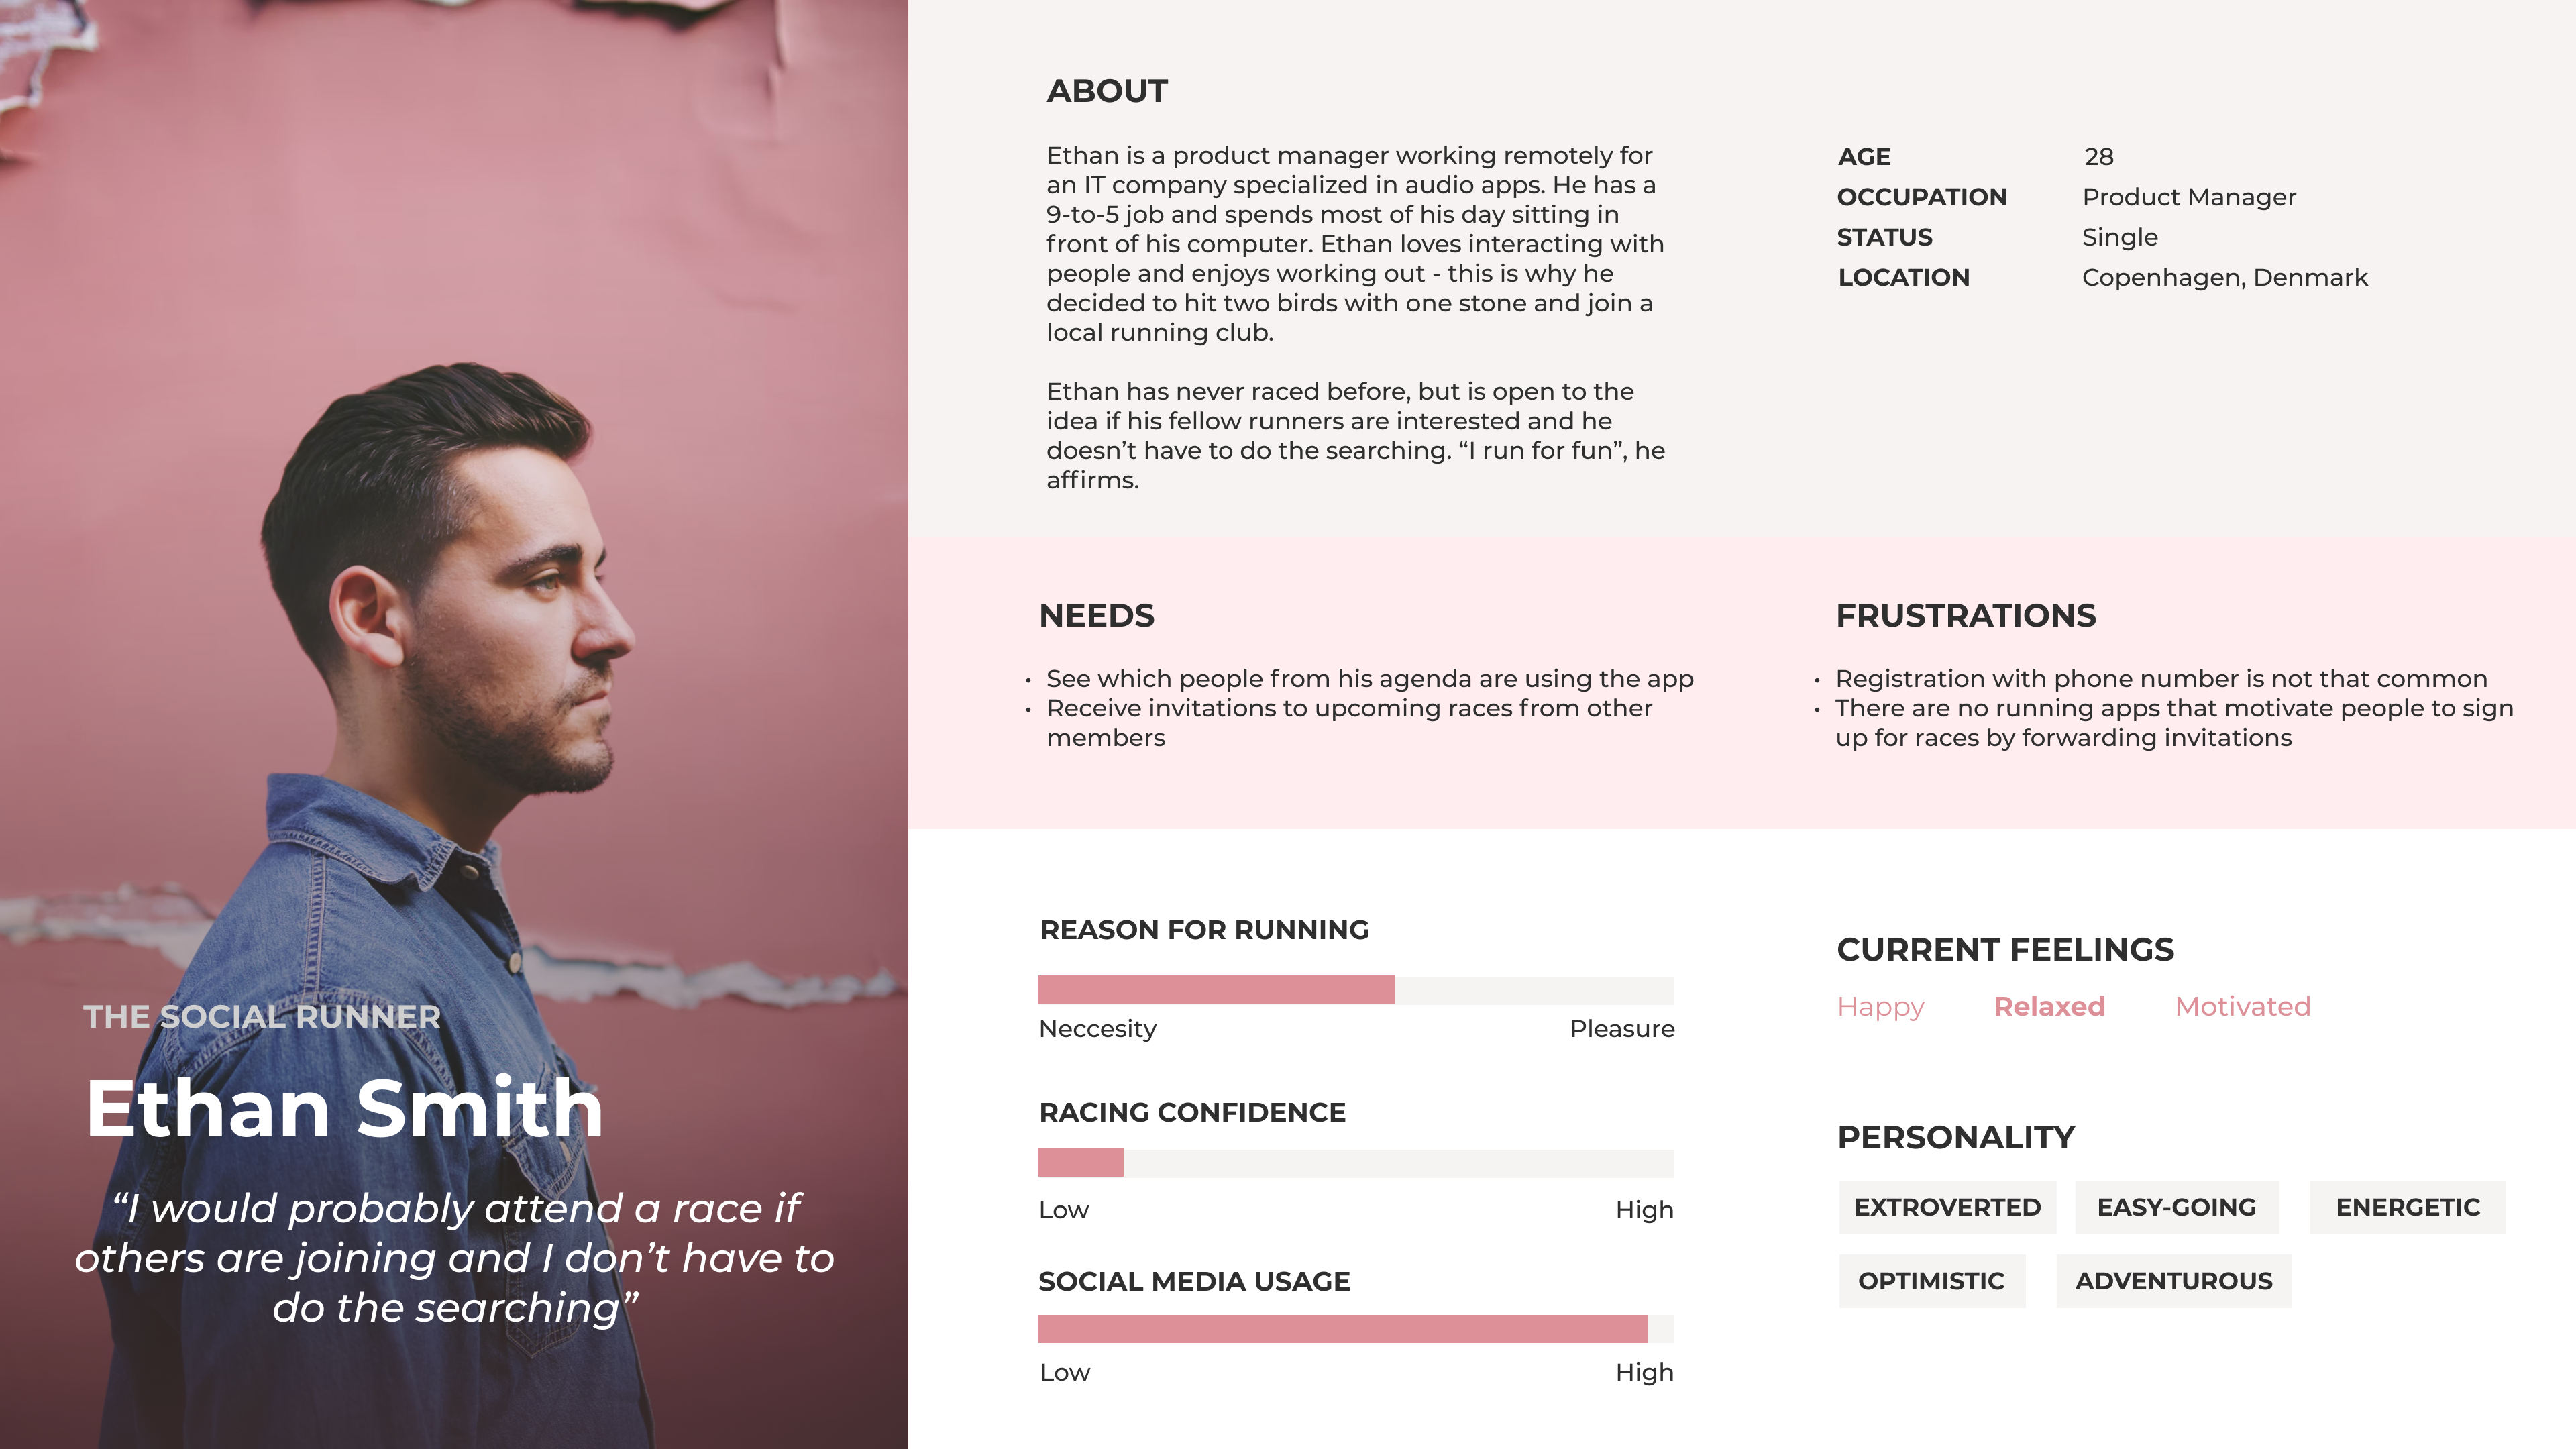 THE SOCIAL RUNNER
Ethan Smith
“I would probably attend a race if
others are joining and I don’t have to
do the searching”
ABOUT
Ethan is a product manager working remotely for
an IT company specialized in audio apps. He has a
9-to-5 job and spends most of his day sitting in
front of his computer. Ethan loves interacting with
people and enjoys working out - this is why he
decided to hit two birds with one stone and join a
local running club.
Ethan has never raced before, but is open to the
idea if his fellow runners are interested and he
doesn’t have to do the searching. “I run for fun”, he
affirms.
AGE 28
OCCUPATION Product Manager
STATUS Single
LOCATION Copenhagen, Denmark
NEEDS
• See which people from his agenda are using the app
• Receive invitations to upcoming races from other
members
FRUSTRATIONS
• Registration with phone number is not that common
• There are no running apps that motivate people to sign
up for races by forwarding invitations
REASON FOR RUNNING
Neccesity Pleasure
RACING CONFIDENCE
Low High
SOCIAL MEDIA USAGE
Low High
CURRENT FEELINGS
Happy Relaxed Motivated
PERSONALITY
EXTROVERTED EASY-GOING ENERGETIC
OPTIMISTIC ADVENTUROUS